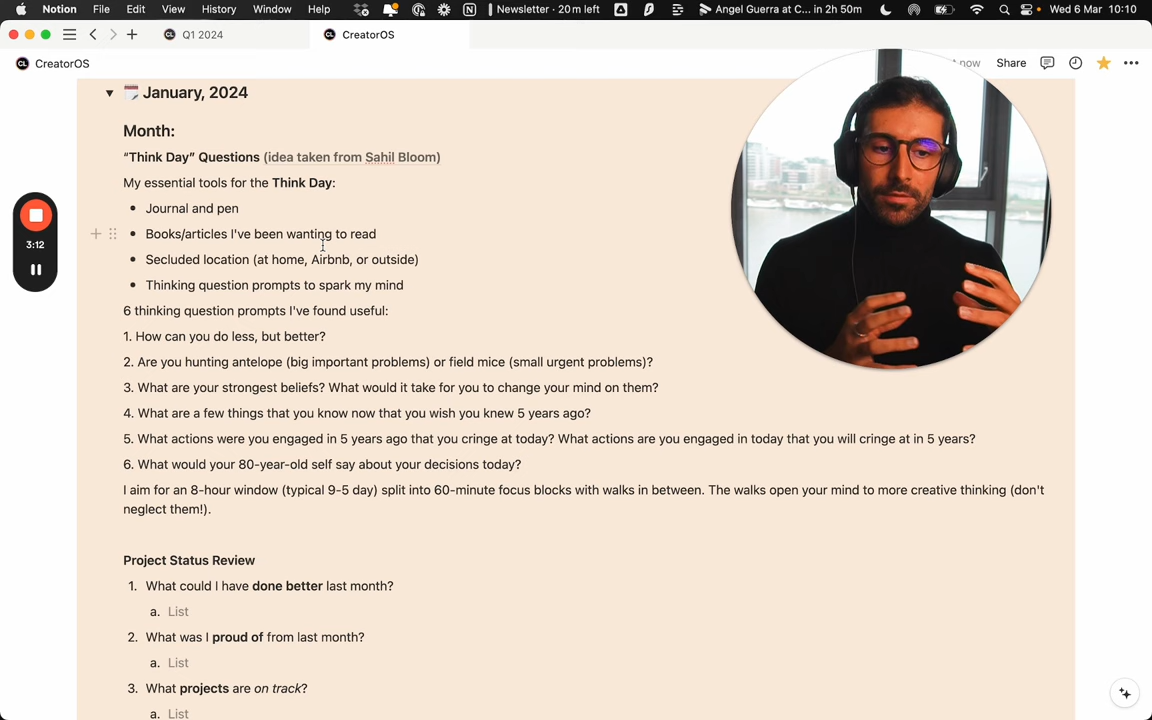 Notion File Edit View History Window Help Newsletter · 20 m left Angel Guerra at C... in 2h 50m Wed 6 Mar 10:10
Q1 2024 CreatorOS
CreatorOS now Share
January, 2024
Month:
“Think Day” Questions (idea taken from Sahil Bloom)
My essential tools for the Think Day:
• Journal and pen
• Books/articles I've been wanting to read
3:12
• Secluded location (at home, Airbnb, or outside)
• Thinking question prompts to spark my mind
6 thinking question prompts I've found useful:
1. How can you do less, but better?
2. Are you hunting antelope (big important problems) or field mice (small urgent problems)?
3. What are your strongest beliefs? What would it take for you to change your mind on them?
4. What are a few things that you know now that you wish you knew 5 years ago?
5. What actions were you engaged in 5 years ago that you cringe at today? What actions are you engaged in today that you will cringe at in 5 years?
6. What would your 80-year-old self say about your decisions today?
I aim for an 8-hour window (typical 9-5 day) split into 60-minute focus blocks with walks in between. The walks open your mind to more creative thinking (don't
neglect them!).
Project Status Review
1. What could I have done better last month?
a. List
2. What was I proud of from last month?
a. List
3. What projects are on track?
a. List